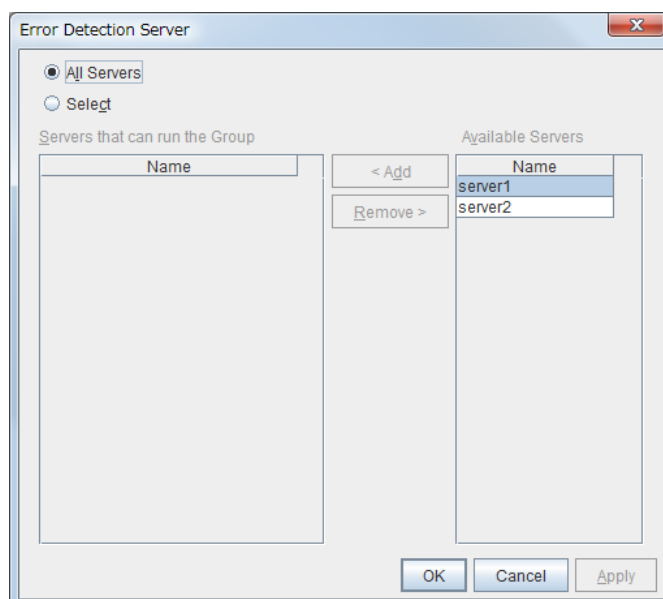 Error Detection Server
All Servers
Select
Servers that can run the Group
Available Servers
Name
< Add
Remove >
Name
server1
server2
OK
Cancel
Apply